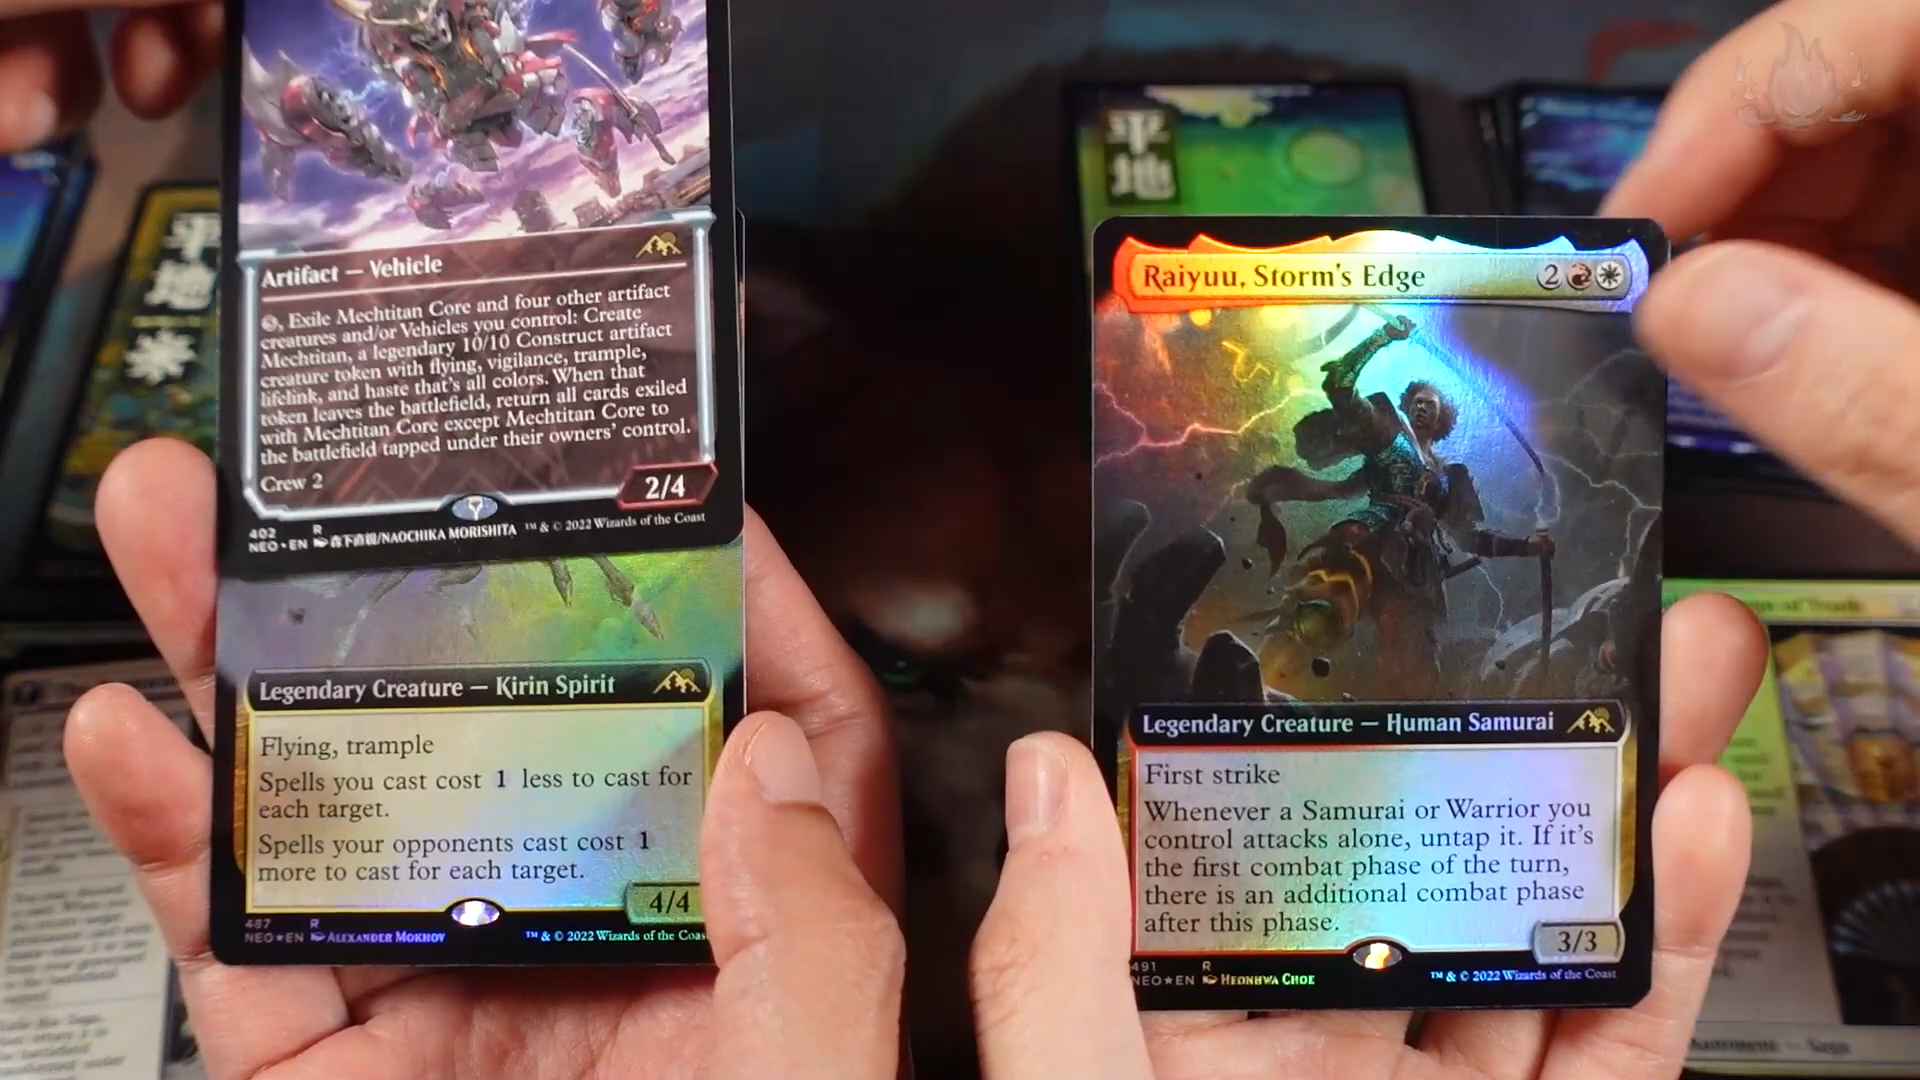 Artifact — Vehicle
, Exile Mechtitan Core and four other artifact
creatures and/or Vehicles you control: Create
Mechtitan, a legendary 10/10 Construct artifact
creature token with flying, vigilance, trample,
lifelink, and haste that's all colors. When that
token leaves the battlefield, return all cards exiled
with Mechtitan Core except Mechtitan Core to
the battlefield tapped under their owners' control.
Crew 2
2/4
402 R
NEO • EN 森下直親/NAOCHIKA MORISHITA ™ & © 2022 Wizards of the Coast
Legendary Creature — Kirin Spirit
Flying, trample
Spells you cast cost 1 less to cast for
each target.
Spells your opponents cast cost 1
more to cast for each target.
4/4
487 R
NEO ★ EN ALEXANDER MOKHOV ™ & © 2022 Wizards of the Coas
Raiyuu, Storm's Edge 2
Legendary Creature — Human Samurai
First strike
Whenever a Samurai or Warrior you
control attacks alone, untap it. If it's
the first combat phase of the turn,
there is an additional combat phase
after this phase.
3/3
491 R
NEO ★ EN HEONHWA CHOE ™ & © 2022 Wizards of the Coast
平地
平地